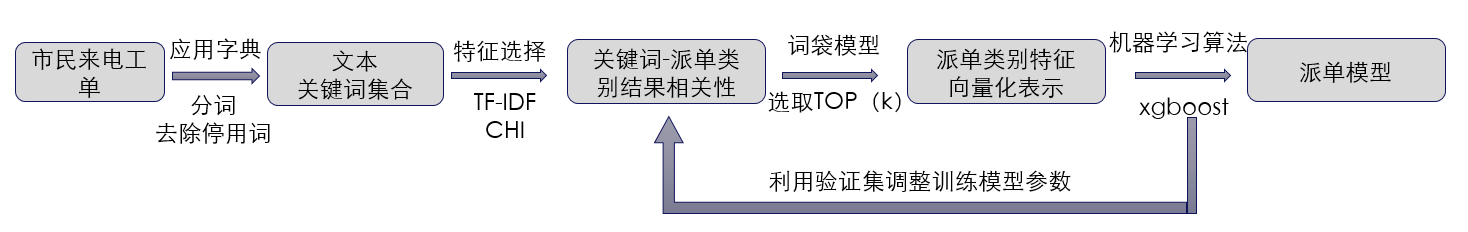 市民来电工
单
应用字典
分词
去除停用词
文本
关键词集合
特征选择
TF-IDF
CHI
关键词-派单类
别结果相关性
词袋模型
选取TOP（k）
派单类别特征
向量化表示
机器学习算法
xgboost
派单模型
利用验证集调整训练模型参数